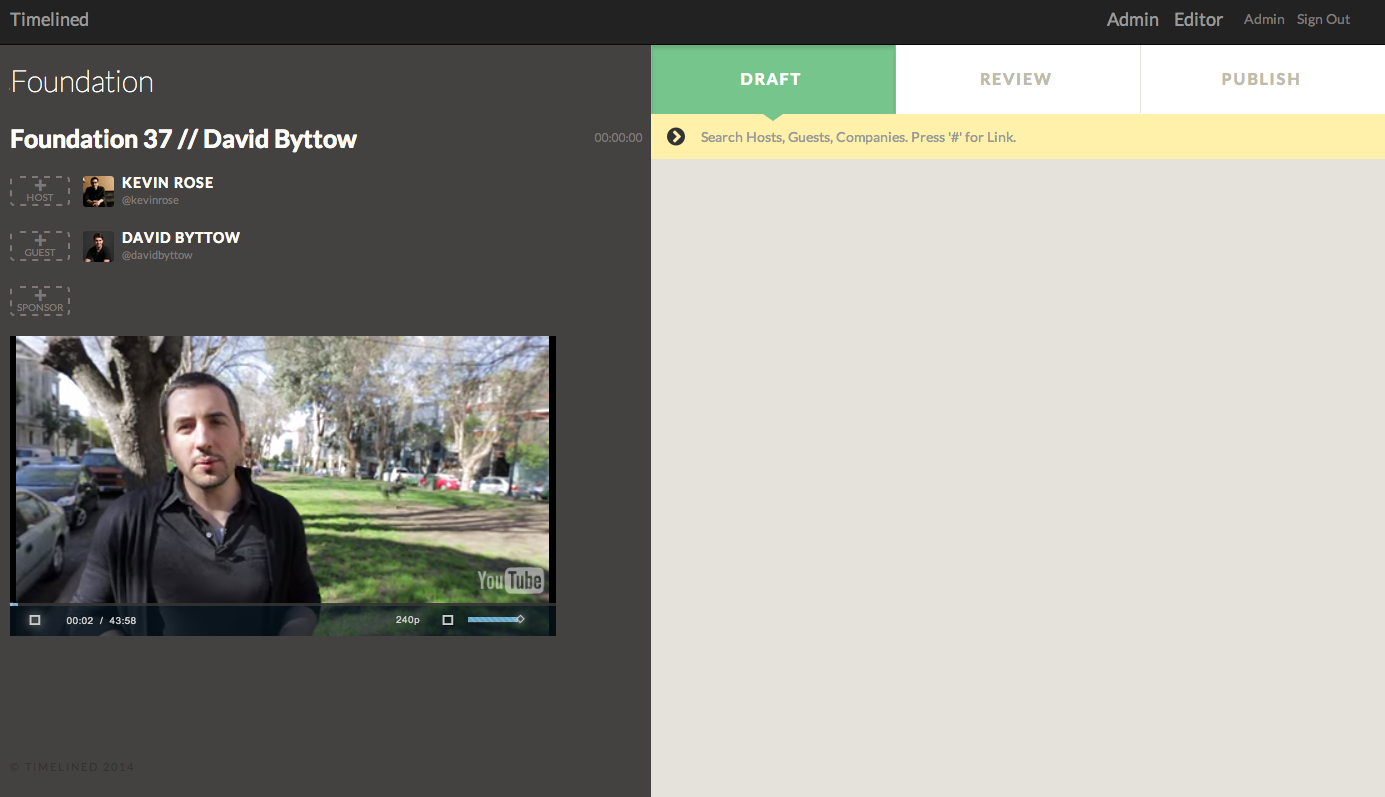 Timelined
Admin Editor Admin Sign Out
Foundation
Foundation 37 // David Byttow
00:00:00
HOST
KEVIN ROSE
@kevinrose
GUEST
DAVID BYTTOW
@davidbyttow
SPONSOR
YouTube
00:02 / 43:58
240p
© TIMELINED 2014
DRAFT
REVIEW
PUBLISH
Search Hosts, Guests, Companies. Press '#' for Link.